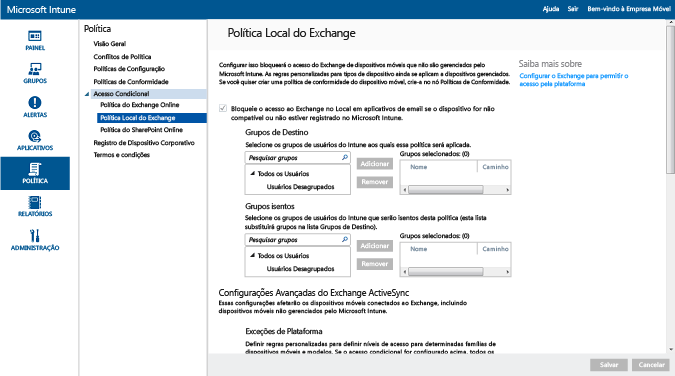 Microsoft Intune
Ajuda Sair Bem-vindo à Empresa Móvel
PAINEL
GRUPOS
ALERTAS
APLICATIVOS
POLÍTICA
RELATÓRIOS
ADMINISTRAÇÃO
Política
Visão Geral
Conflitos de Política
Políticas de Configuração
Políticas de Conformidade
Acesso Condicional
Política do Exchange Online
Política Local do Exchange
Política do SharePoint Online
Registro de Dispositivo Corporativo
Termos e condições
Política Local do Exchange
Configurar isso bloqueará o acesso do Exchange de dispositivos móveis que não são gerenciados pelo
Microsoft Intune. As regras personalizadas para tipos de dispositivo ainda se aplicam a dispositivos gerenciados.
Se você quiser criar uma política de conformidade do dispositivo móvel, crie-a no nó Políticas de Conformidade.
Saiba mais sobre
Configurar o Exchange para permitir o
acesso pela plataforma
Bloqueie o acesso ao Exchange no Local em aplicativos de email se o dispositivo for não
compatível ou não estiver registrado no Microsoft Intune.
Grupos de Destino
Selecione os grupos de usuários do Intune aos quais essa política será aplicada.
Pesquisar grupos
Todos os Usuários
Usuários Desagrupados
Adicionar
Remover
Grupos selecionados: (0)
Nome Caminho
Grupos isentos
Selecione os grupos de usuários do Intune que serão isentos desta política (esta lista
substituirá grupos na lista Grupos de Destino).
Pesquisar grupos
Todos os Usuários
Usuários Desagrupados
Adicionar
Remover
Grupos selecionados: (0)
Nome Caminho
Configurações Avançadas do Exchange ActiveSync
Essas configurações afetarão os dispositivos móveis conectados ao Exchange, incluindo
dispositivos móveis não gerenciados pelo Microsoft Intune.
Exceções de Plataforma
Definir regras personalizadas para definir níveis de acesso para determinadas famílias de
dispositivos móveis e modelos. Se o acesso condicional for configurado acima, todos os
Salvar Cancelar